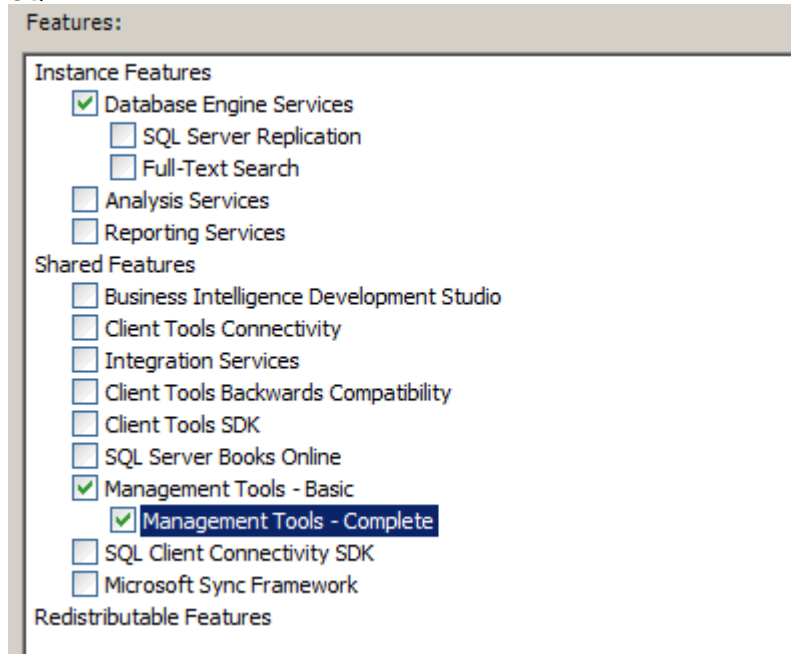 Features:
Instance Features
Database Engine Services
SQL Server Replication
Full-Text Search
Analysis Services
Reporting Services
Shared Features
Business Intelligence Development Studio
Client Tools Connectivity
Integration Services
Client Tools Backwards Compatibility
Client Tools SDK
SQL Server Books Online
Management Tools - Basic
Management Tools - Complete
SQL Client Connectivity SDK
Microsoft Sync Framework
Redistributable Features